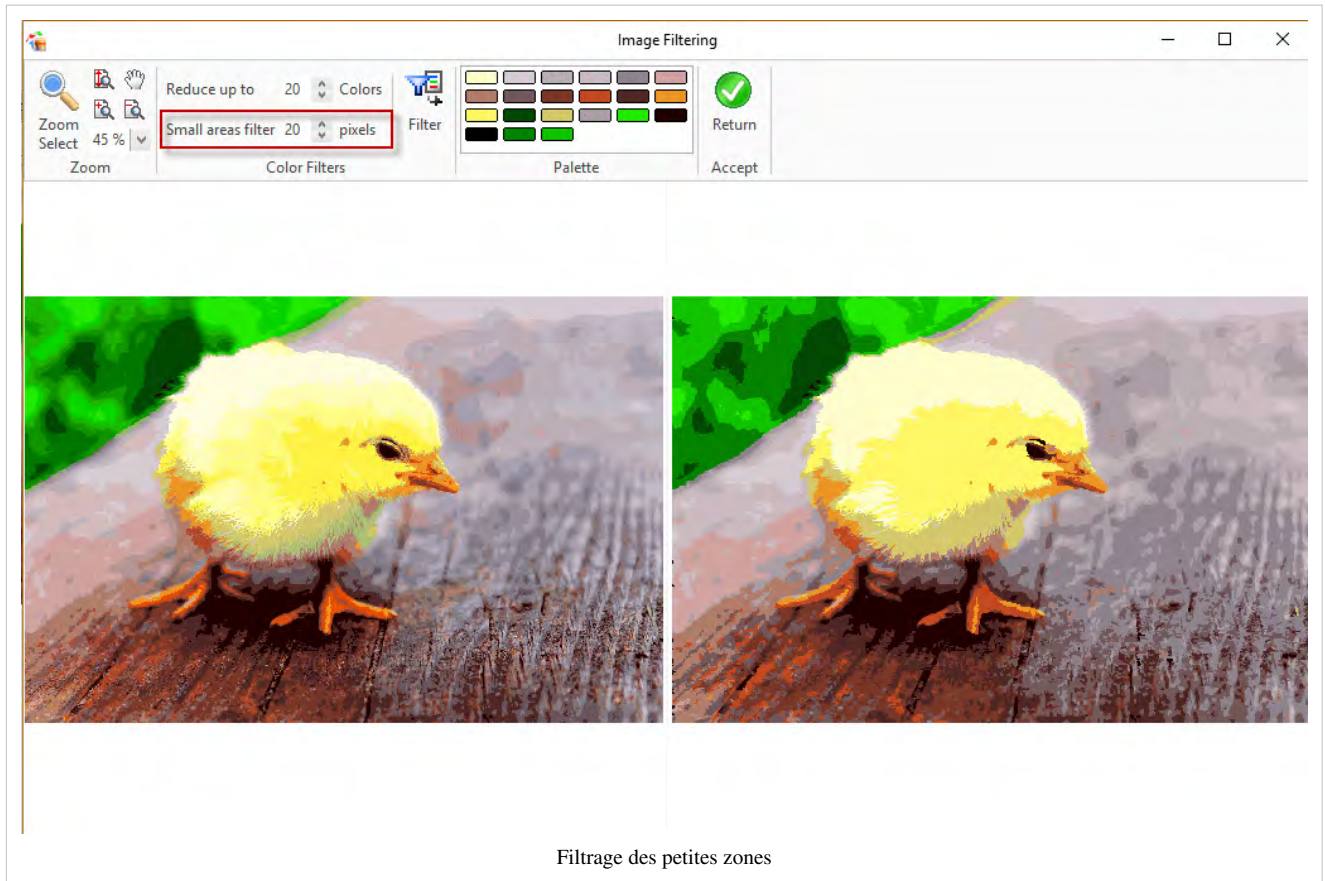 Image Filtering
Reduce up to 20 Colors
Small areas filter 20 pixels
Zoom Select
45 %
Filter
Return
Zoom
Color Filters
Palette
Accept
Filtrage des petites zones